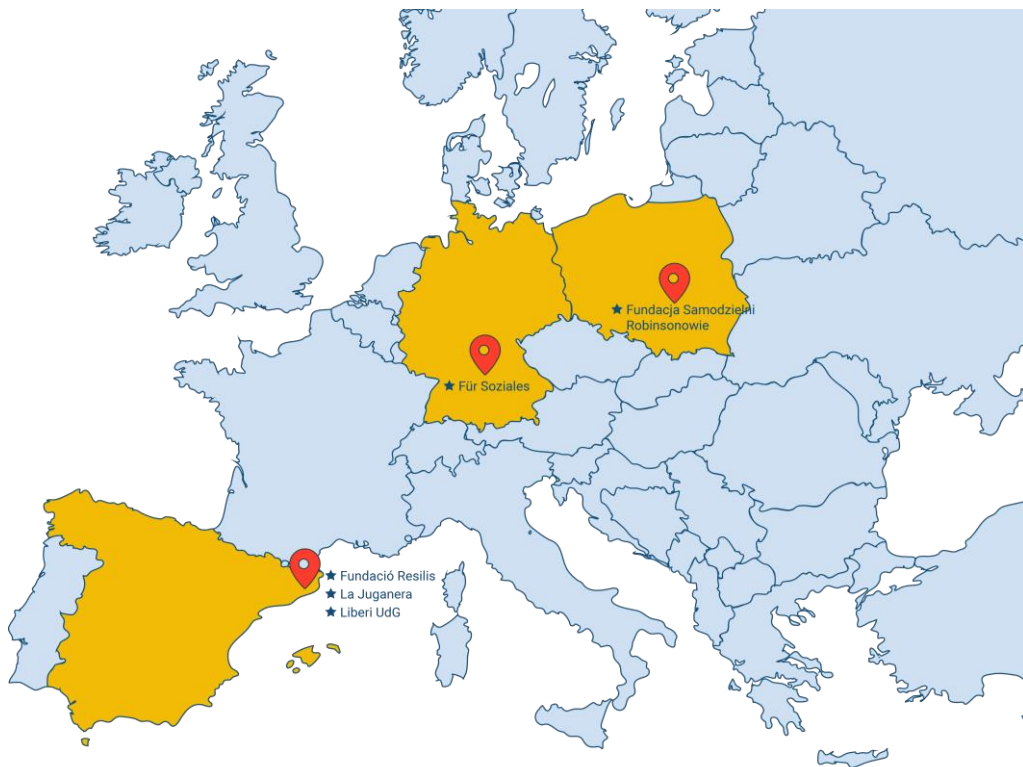 ★ Fundacja Samodzielni
Robinsonowie
★ Für Soziales
★ Fundació Resilis
★ La Juganera
★ Liberi UdG